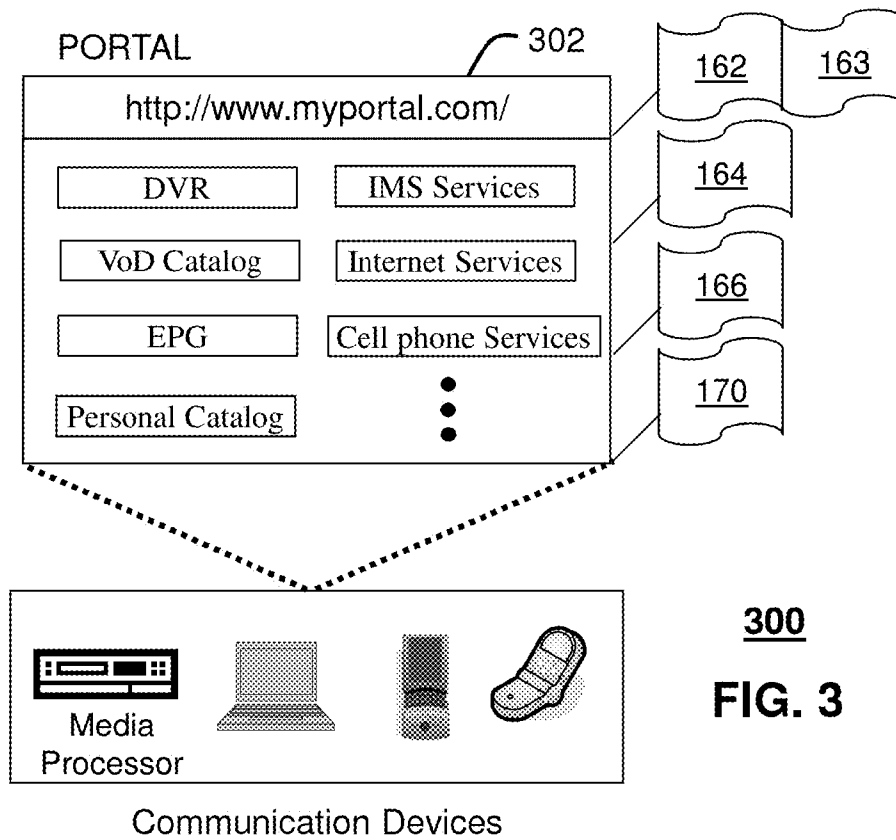 PORTAL
302
http://www.myportal.com/
DVR
IMS Services
VoD Catalog
Internet Services
EPG
Cell phone Services
Personal Catalog
162
163
164
166
170
Media
Processor
Communication Devices
300
FIG. 3